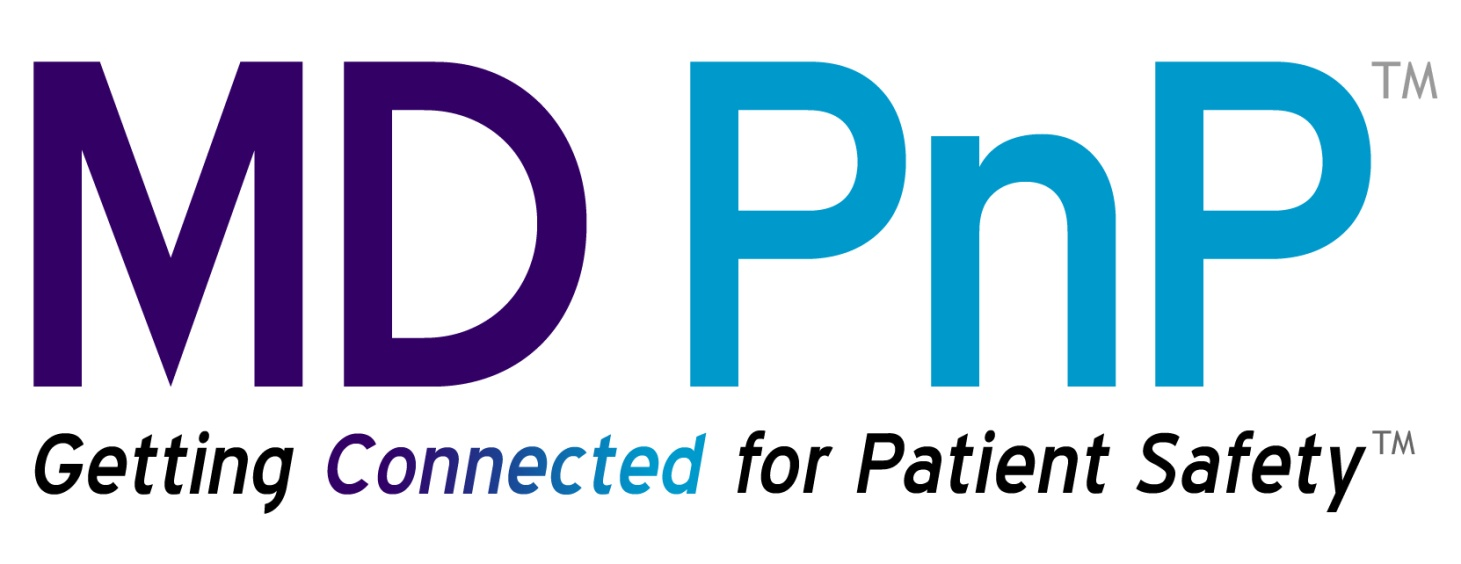 MD PnP™
Getting Connected for Patient Safety™